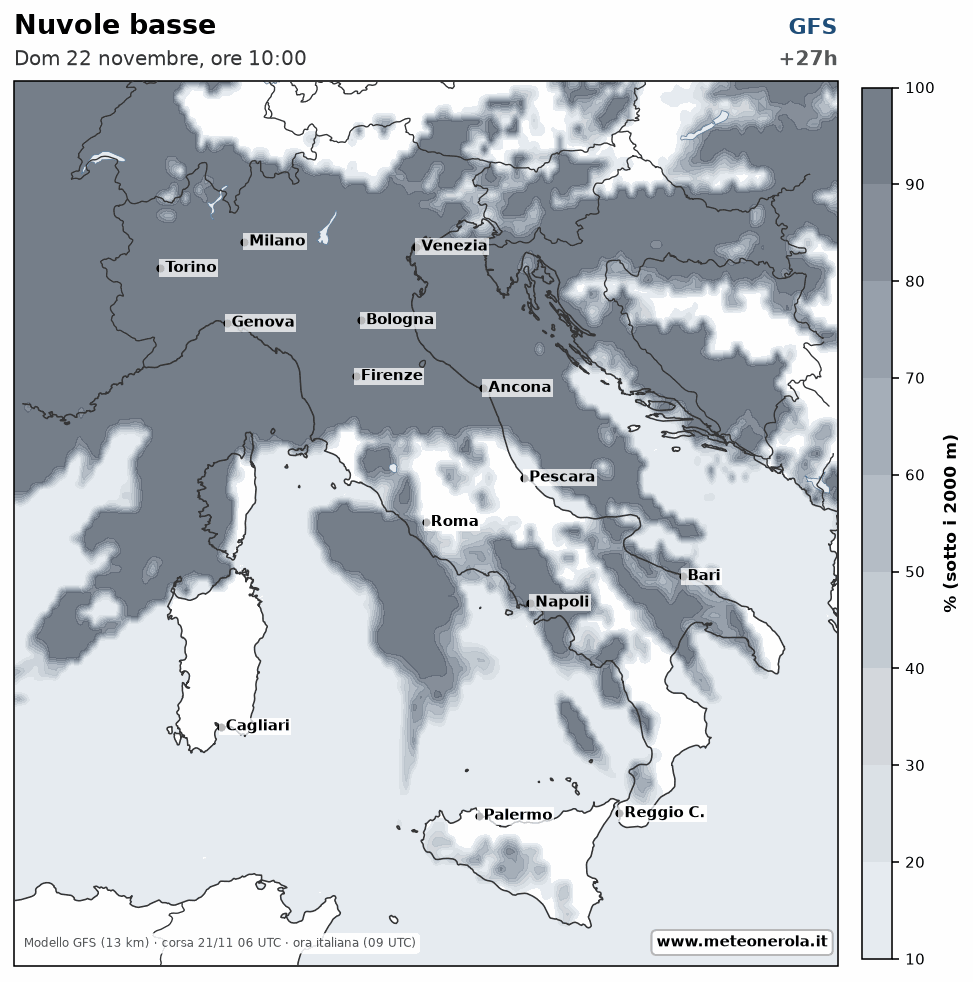 Nuvole basse
GFS
Dom 22 novembre, ore 10:00
+27h
100
90
80
70
60
50
40
30
20
10
% (sotto i 2000 m)
Milano
Venezia
Torino
Genova
Bologna
Firenze
Ancona
Pescara
Roma
Bari
Napoli
Cagliari
Palermo
Reggio C.
Modello GFS (13 km) · corsa 21/11 06 UTC · ora italiana (09 UTC)
www.meteonerola.it